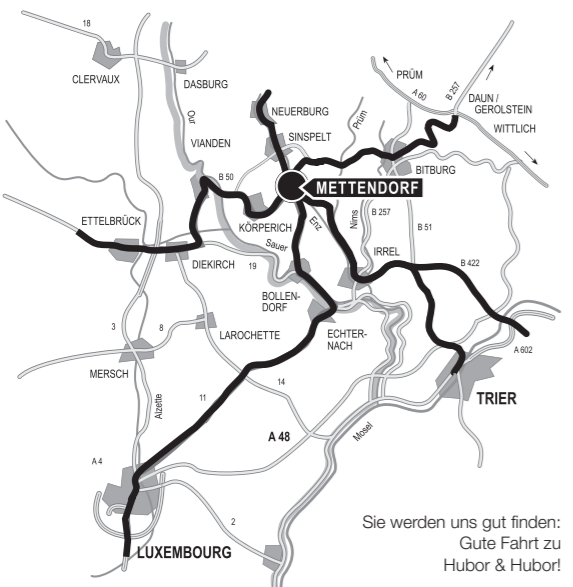 18
CLERVAUX
DASBURG
Our
VIANDEN
NEUERBURG
SINSPELT
Prüm
PRÜM
A 60
B 257
DAUN /
GEROLSTEIN
WITTLICH
BITBURG
B 50
METTENDORF
ETTELBRÜCK
KÖRPERICH
Enz
Nims
B 257
B 51
Sauer
IRREL
DIEKIRCH
19
B 422
BOLLEN-
DORF
3
8
LAROCHETTE
ECHTER-
NACH
A 602
MERSCH
Alzette
11
14
TRIER
A 48
Mosel
A 4
2
LUXEMBOURG
Sie werden uns gut finden:
Gute Fahrt zu
Hubor & Hubor!